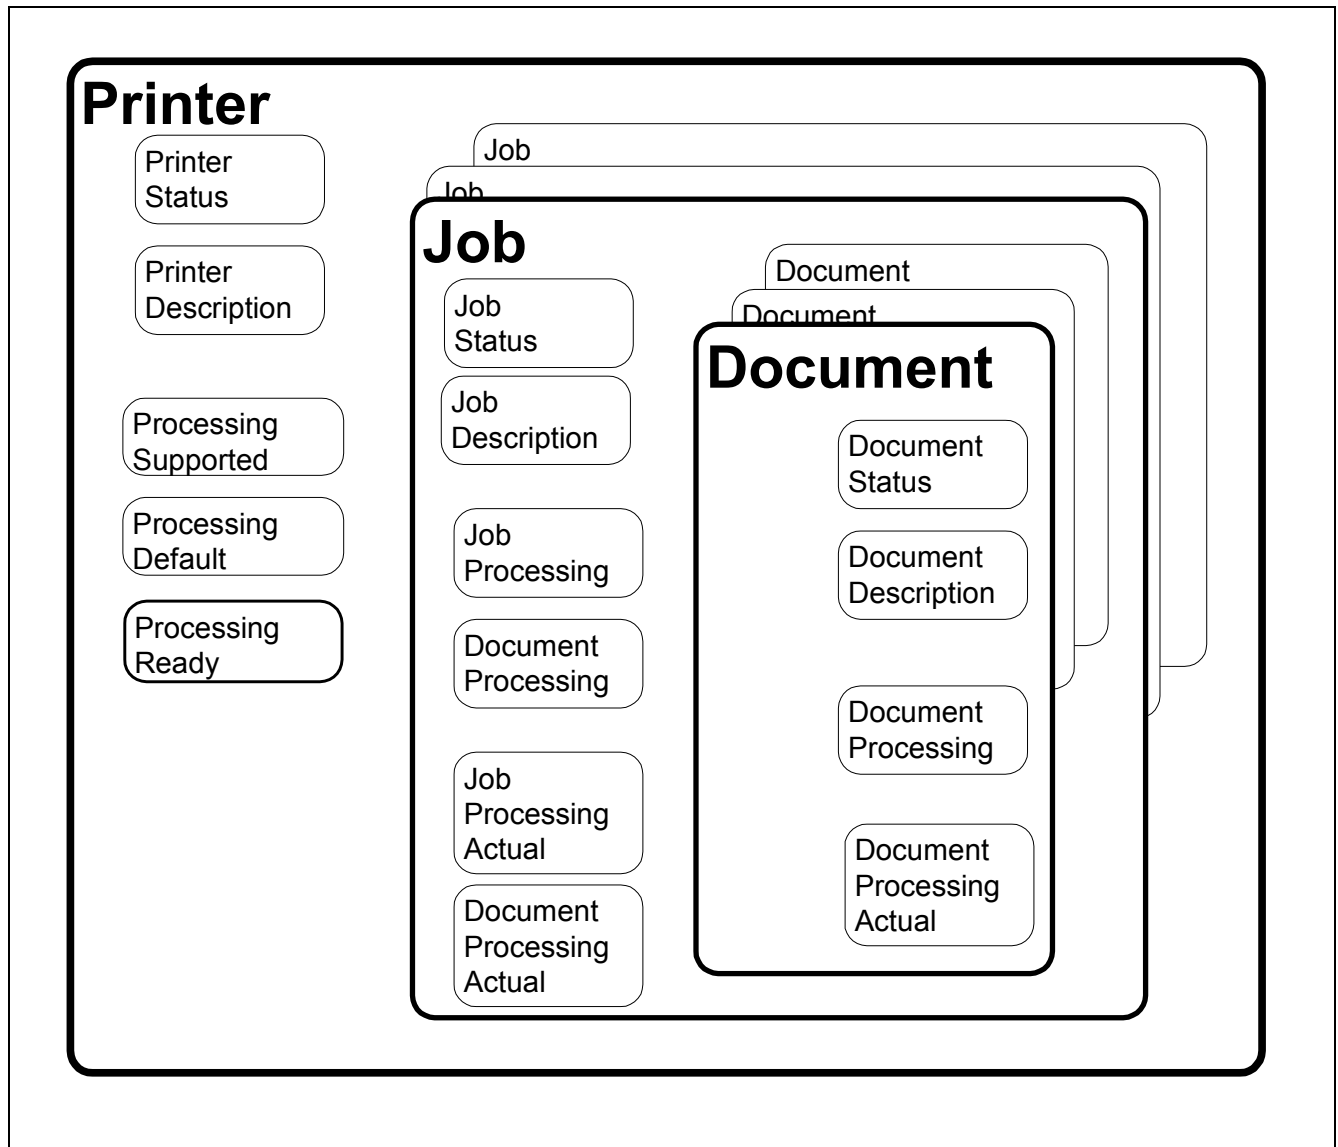 Printer
Printer
Status
Printer
Description
Processing
Supported
Processing
Default
Processing
Ready
Job
Job
Job
Job
Status
Job
Description
Job
Processing
Document
Processing
Job
Processing
Actual
Document
Processing
Actual
Document
Document
Document
Document
Status
Document
Description
Document
Processing
Document
Processing
Actual